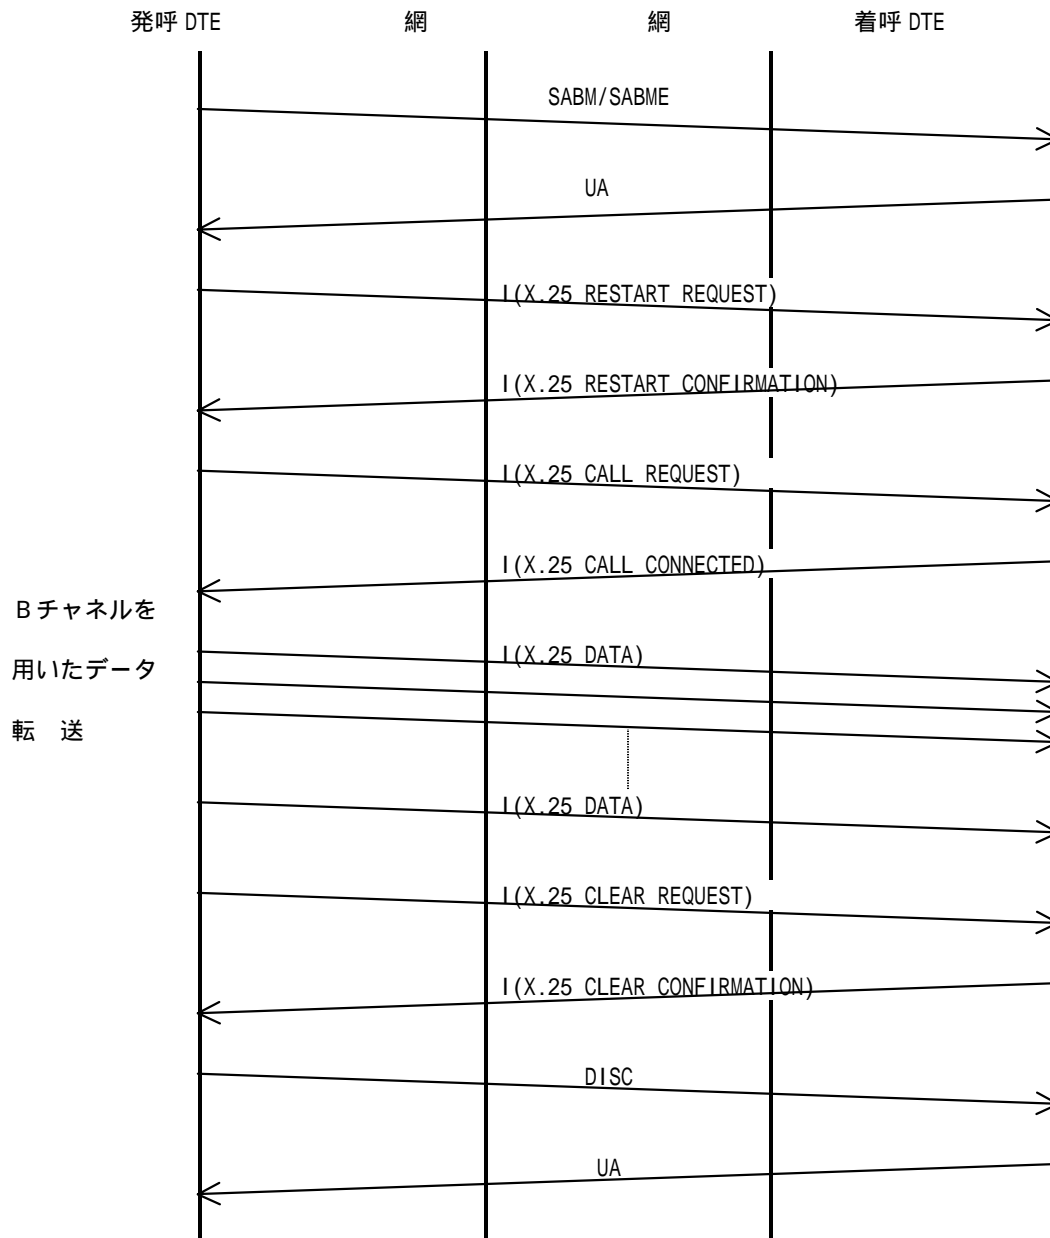 発呼 DTE 網 網 着呼 DTE
SABM/SABME
UA
I(X.25 RESTART REQUEST)
I(X.25 RESTART CONFIRMATION)
I(X.25 CALL REQUEST)
I(X.25 CALL CONNECTED)
Bチャネルを
用いたデータ
転 送
I(X.25 DATA)
I(X.25 DATA)
I(X.25 CLEAR REQUEST)
I(X.25 CLEAR CONFIRMATION)
DISC
UA